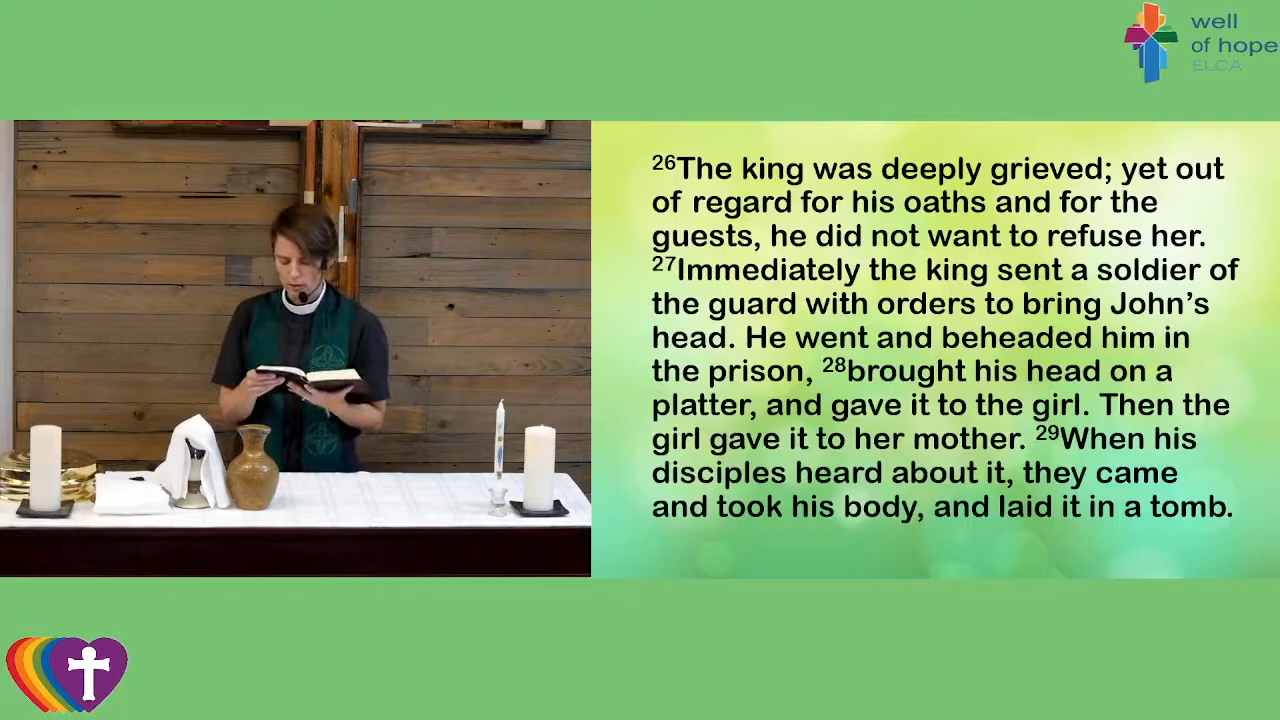 well
of hope
ELCA
²⁶The king was deeply grieved; yet out
of regard for his oaths and for the
guests, he did not want to refuse her.
²⁷Immediately the king sent a soldier of
the guard with orders to bring John’s
head. He went and beheaded him in
the prison, ²⁸brought his head on a
platter, and gave it to the girl. Then the
girl gave it to her mother. ²⁹When his
disciples heard about it, they came
and took his body, and laid it in a tomb.